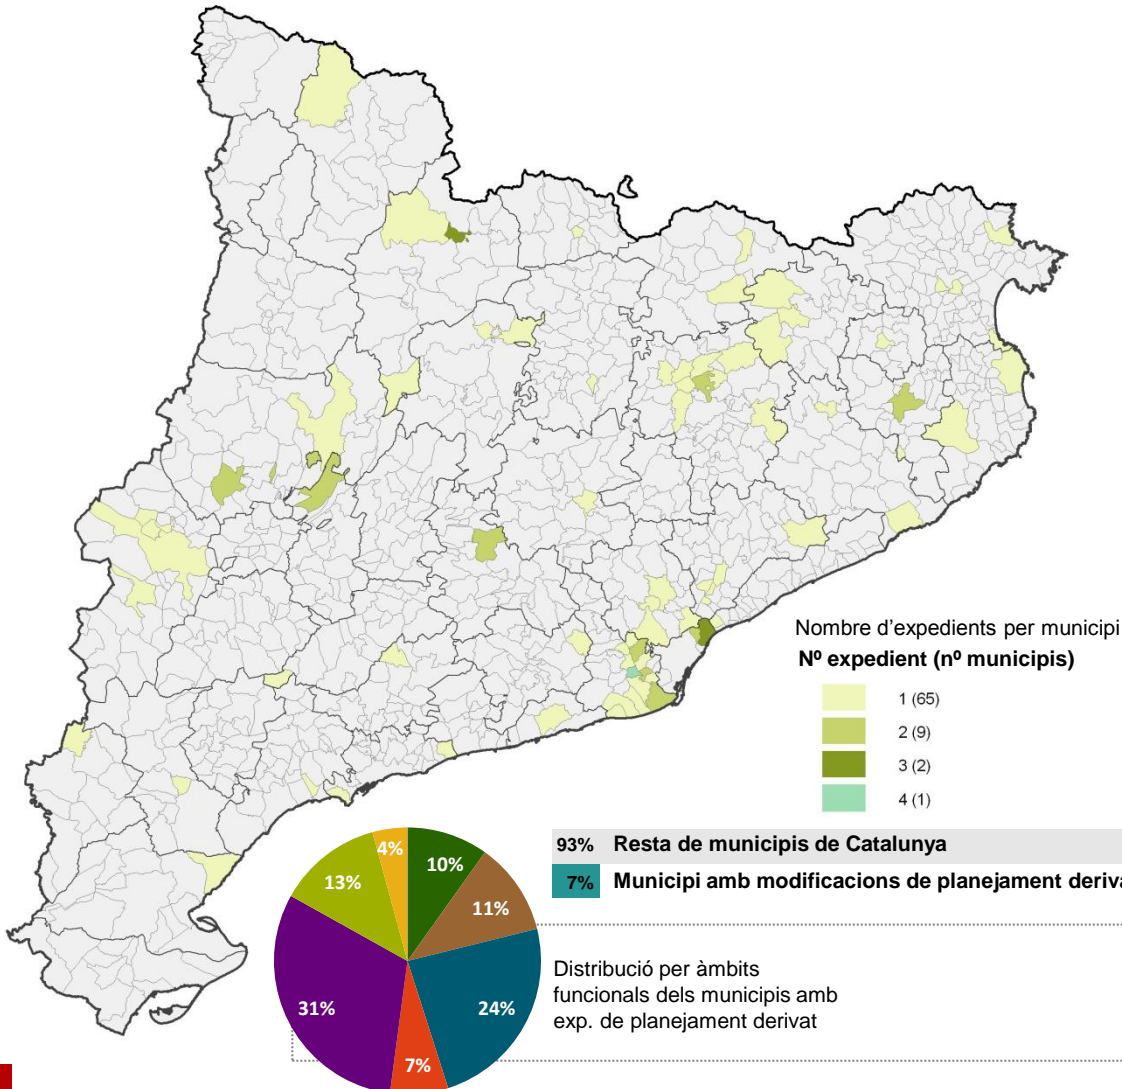 Nombre d'expedients per municipi
Nº expedient (nº municipis)
1 (65)
2 (9)
3 (2)
4 (1)
93% Resta de municipis de Catalunya
7% Municipi amb modificacions de planejament deriva
4%
10%
13%
11%
31%
24%
7%
Distribució per àmbits
funcionals dels municipis amb
exp. de planejament derivat